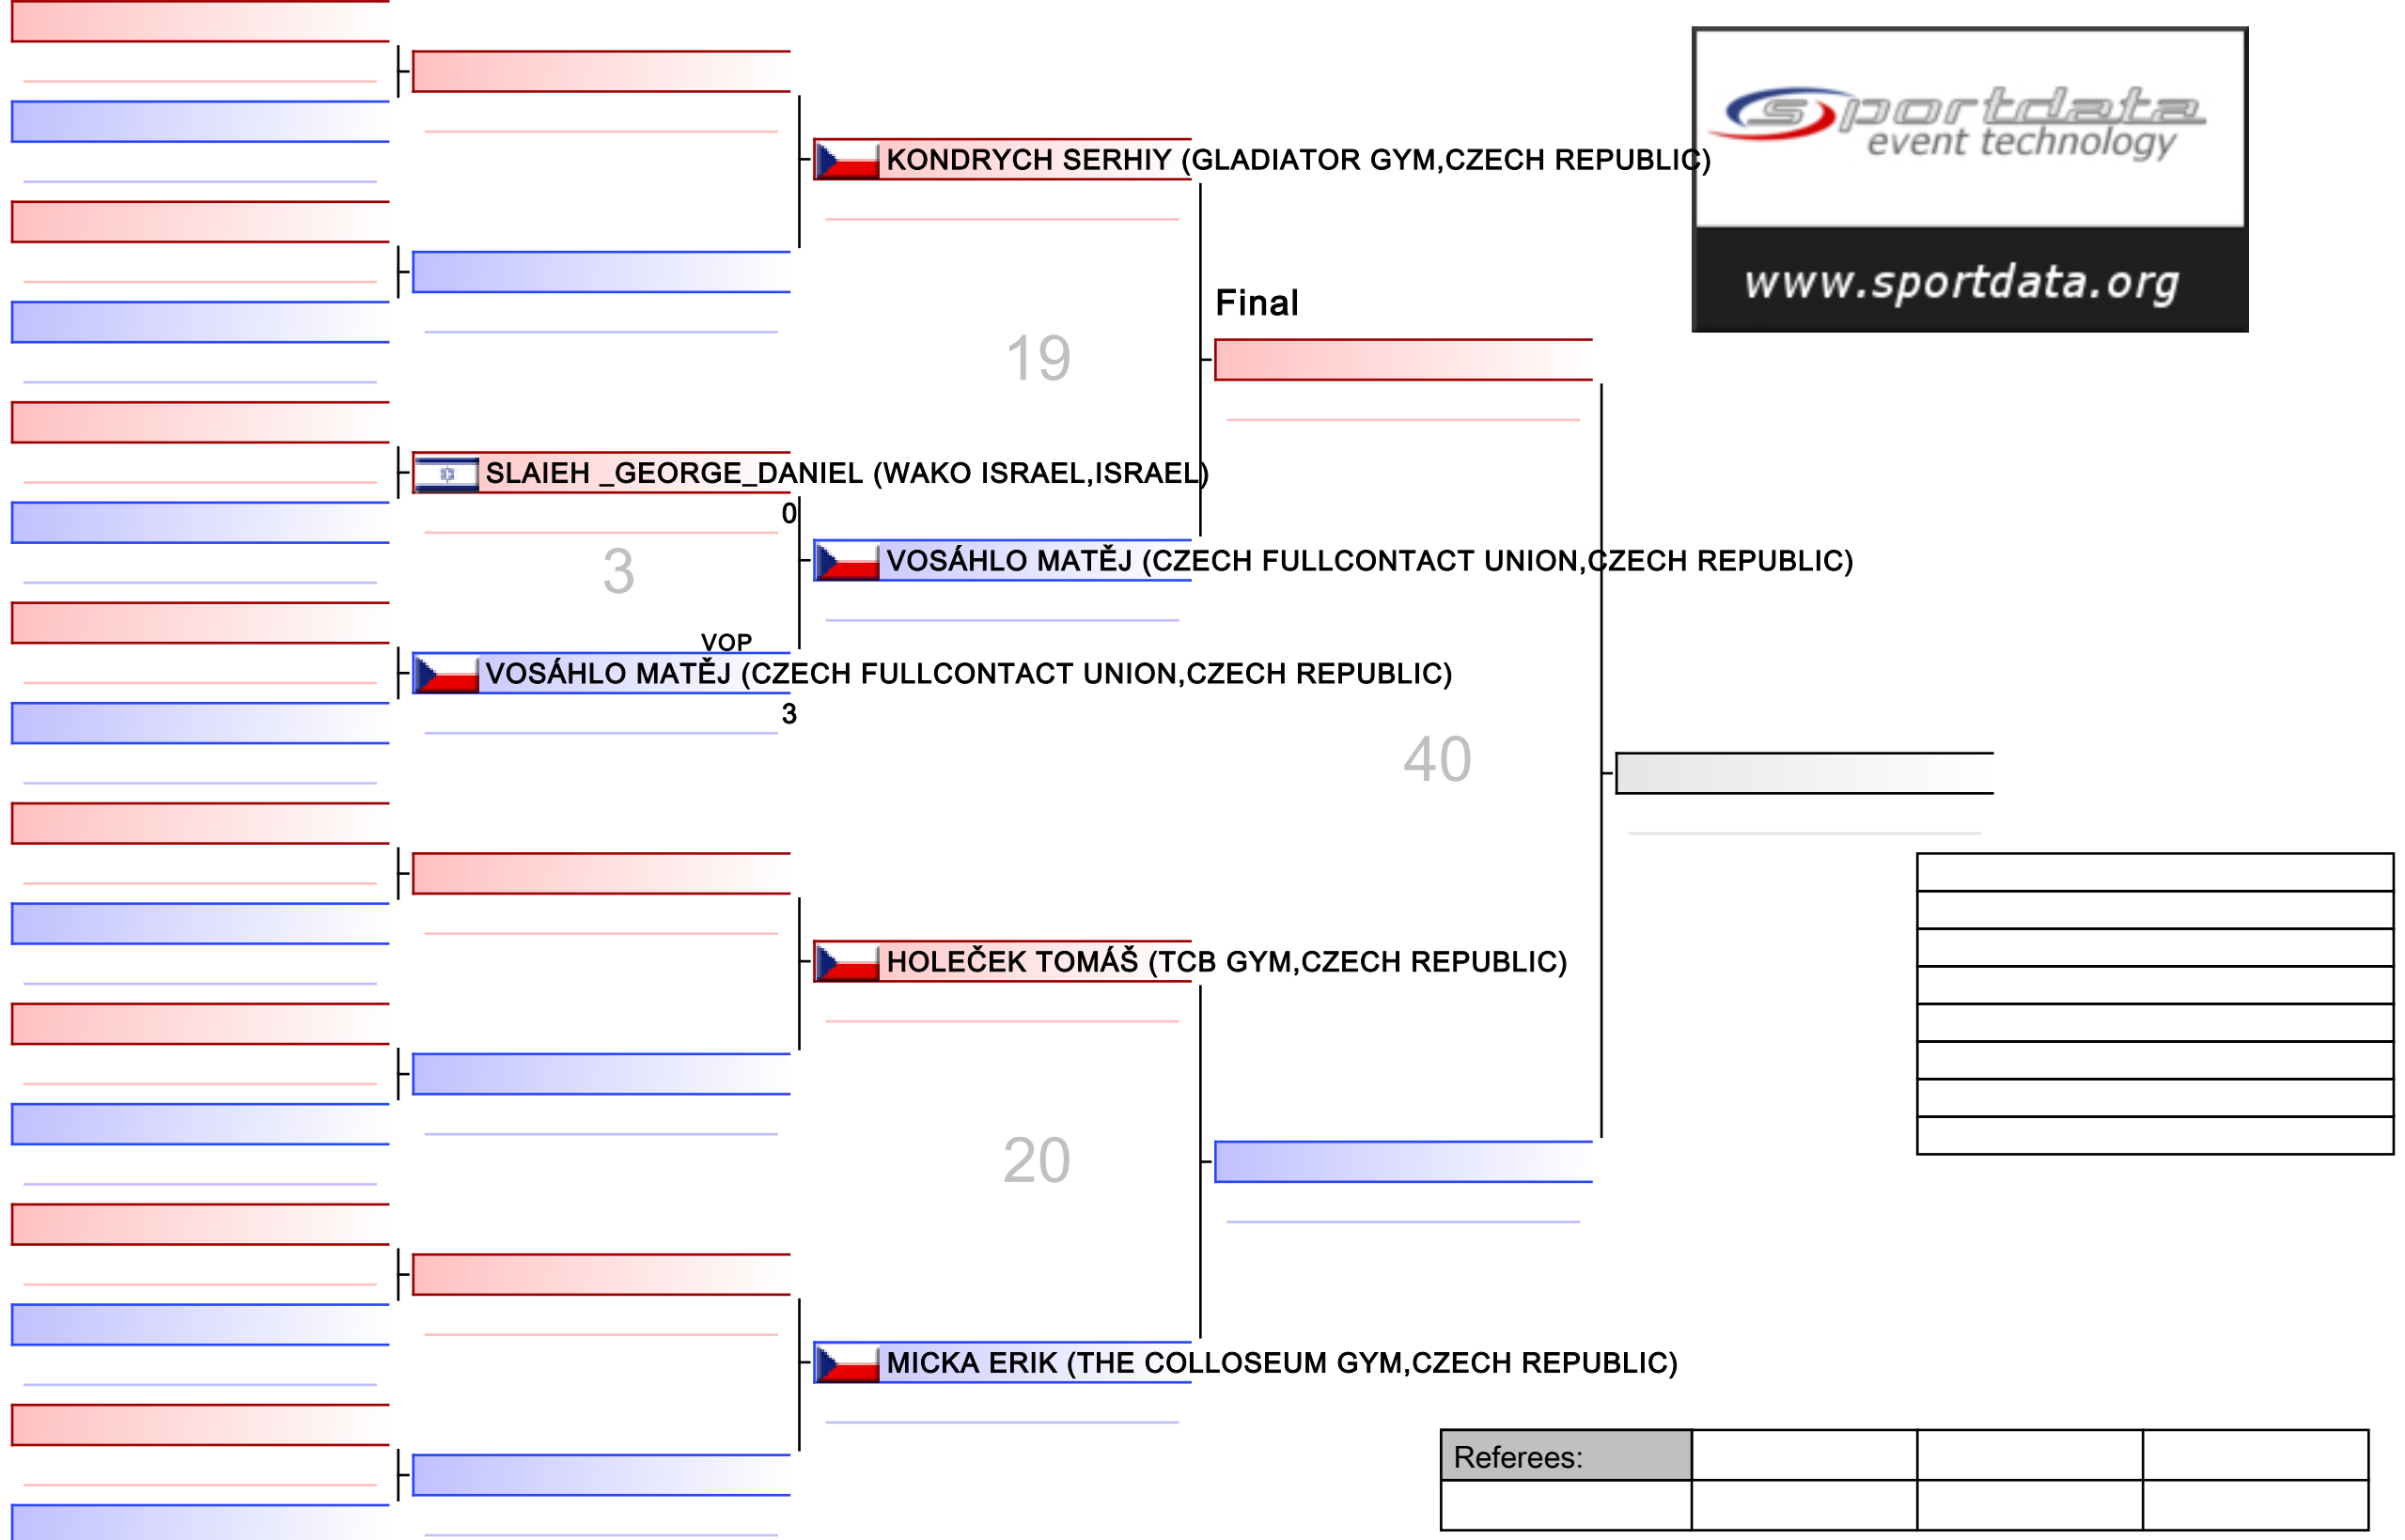 sportdata
event technology
www.sportdata.org
KONDRYCH SERHIY (GLADIATOR GYM,CZECH REPUBLIC)
Final
19
SLAIEH _GEORGE_DANIEL (WAKO ISRAEL,ISRAEL)
0
3
VOSÁHLO MATĚJ (CZECH FULLCONTACT UNION,CZECH REPUBLIC)
VOP
VOSÁHLO MATĚJ (CZECH FULLCONTACT UNION,CZECH REPUBLIC)
3
40
HOLEČEK TOMÁŠ (TCB GYM,CZECH REPUBLIC)
20
MICKA ERIK (THE COLLOSEUM GYM,CZECH REPUBLIC)
Referees: